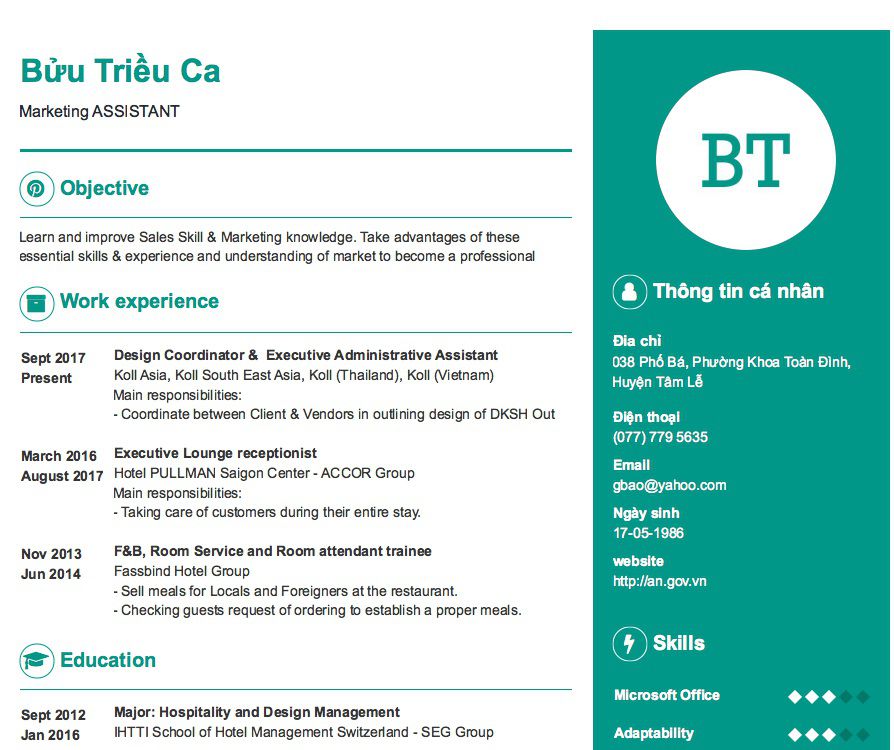 Bửu Triều Ca
Marketing ASSISTANT
Objective
Learn and improve Sales Skill & Marketing knowledge. Take advantages of these
essential skills & experience and understanding of market to become a professional
Work experience
Sept 2017
Present
Design Coordinator & Executive Administrative Assistant
Koll Asia, Koll South East Asia, Koll (Thailand), Koll (Vietnam)
Main responsibilities:
- Coordinate between Client & Vendors in outlining design of DKSH Out
March 2016
August 2017
Executive Lounge receptionist
Hotel PULLMAN Saigon Center - ACCOR Group
Main responsibilities:
- Taking care of customers during their entire stay.
Nov 2013
Jun 2014
F&B, Room Service and Room attendant trainee
Fassbind Hotel Group
- Sell meals for Locals and Foreigners at the restaurant.
- Checking guests request of ordering to establish a proper meals.
Education
Sept 2012
Jan 2016
Major: Hospitality and Design Management
IHTTI School of Hotel Management Switzerland - SEG Group
BT
Thông tin cá nhân
Đia chỉ
038 Phố Bá, Phường Khoa Toàn Đình,
Huyện Tâm Lễ
Điện thoại
(077) 779 5635
Email
gbao@yahoo.com
Ngày sinh
17-05-1986
website
http://an.gov.vn
Skills
Microsoft Office
Adaptability